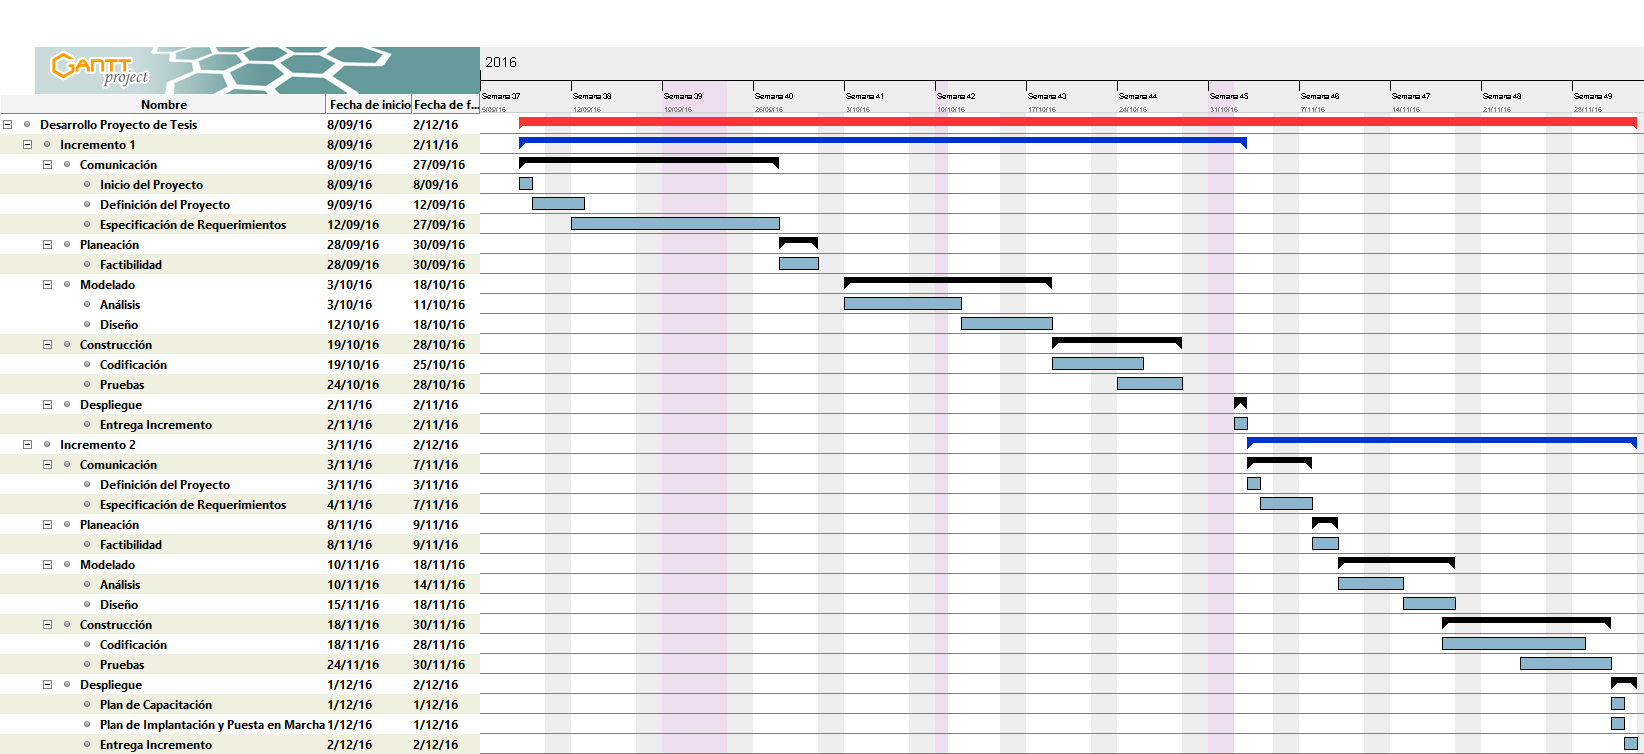 GANTT
project
2016
Semana 37 Semana 38 Semana 39 Semana 40 Semana 41 Semana 42 Semana 43 Semana 44 Semana 45 Semana 46 Semana 47 Semana 48 Semana 49
Nombre Fecha de inicio Fecha de f...
5/09/16 12/09/16 19/09/16 26/09/16 3/10/16 10/10/16 17/10/16 24/10/16 31/10/16 7/11/16 14/11/16 21/11/16 28/11/16
Desarrollo Proyecto de Tesis 8/09/16 2/12/16
Incremento 1 8/09/16 2/11/16
Comunicación 8/09/16 27/09/16
Inicio del Proyecto 8/09/16 8/09/16
Definición del Proyecto 9/09/16 12/09/16
Especificación de Requerimientos 12/09/16 27/09/16
Planeación 28/09/16 30/09/16
Factibilidad 28/09/16 30/09/16
Modelado 3/10/16 18/10/16
Análisis 3/10/16 11/10/16
Diseño 12/10/16 18/10/16
Construcción 19/10/16 28/10/16
Codificación 19/10/16 25/10/16
Pruebas 24/10/16 28/10/16
Despliegue 2/11/16 2/11/16
Entrega Incremento 2/11/16 2/11/16
Incremento 2 3/11/16 2/12/16
Comunicación 3/11/16 7/11/16
Definición del Proyecto 3/11/16 3/11/16
Especificación de Requerimientos 4/11/16 7/11/16
Planeación 8/11/16 9/11/16
Factibilidad 8/11/16 9/11/16
Modelado 10/11/16 18/11/16
Análisis 10/11/16 14/11/16
Diseño 15/11/16 18/11/16
Construcción 18/11/16 30/11/16
Codificación 18/11/16 28/11/16
Pruebas 24/11/16 30/11/16
Despliegue 1/12/16 2/12/16
Plan de Capacitación 1/12/16 1/12/16
Plan de Implantación y Puesta en Marcha 1/12/16 1/12/16
Entrega Incremento 2/12/16 2/12/16